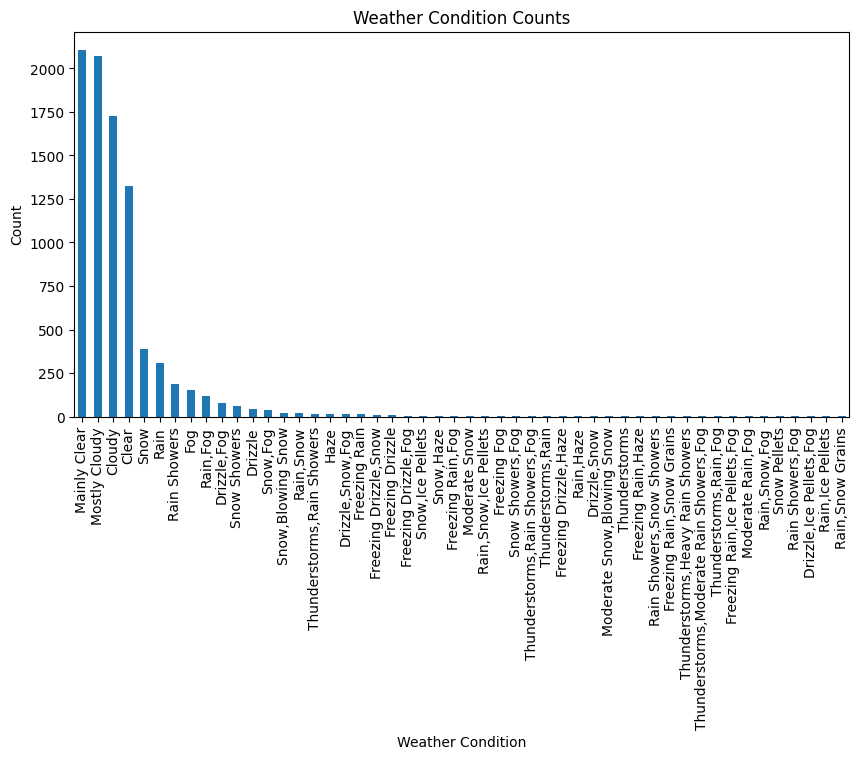 Weather Condition Counts
2000
1750
1500
1250
1000
750
500
250
0
Count
Mainly Clear
Mostly Cloudy
Cloudy
Clear
Snow
Rain
Rain Showers
Fog
Rain,Fog
Drizzle,Fog
Snow Showers
Drizzle
Snow,Fog
Snow,Blowing Snow
Rain,Snow
Thunderstorms,Rain Showers
Haze
Drizzle,Snow,Fog
Freezing Rain
Freezing Drizzle,Snow
Freezing Drizzle
Freezing Drizzle,Fog
Snow,Ice Pellets
Snow,Haze
Freezing Rain,Fog
Moderate Snow
Rain,Snow,Ice Pellets
Freezing Fog
Snow Showers,Fog
Thunderstorms,Rain Showers,Fog
Thunderstorms,Rain
Freezing Drizzle,Haze
Rain,Haze
Drizzle,Snow
Moderate Snow,Blowing Snow
Thunderstorms
Freezing Rain,Haze
Rain Showers,Snow Showers
Freezing Rain,Snow Grains
Thunderstorms,Heavy Rain Showers
Thunderstorms,Moderate Rain Showers,Fog
Thunderstorms,Rain,Fog
Freezing Rain,Ice Pellets,Fog
Moderate Rain,Fog
Rain,Snow,Fog
Snow Pellets
Rain Showers,Fog
Drizzle,Ice Pellets,Fog
Rain,Ice Pellets
Rain,Snow Grains
Weather Condition